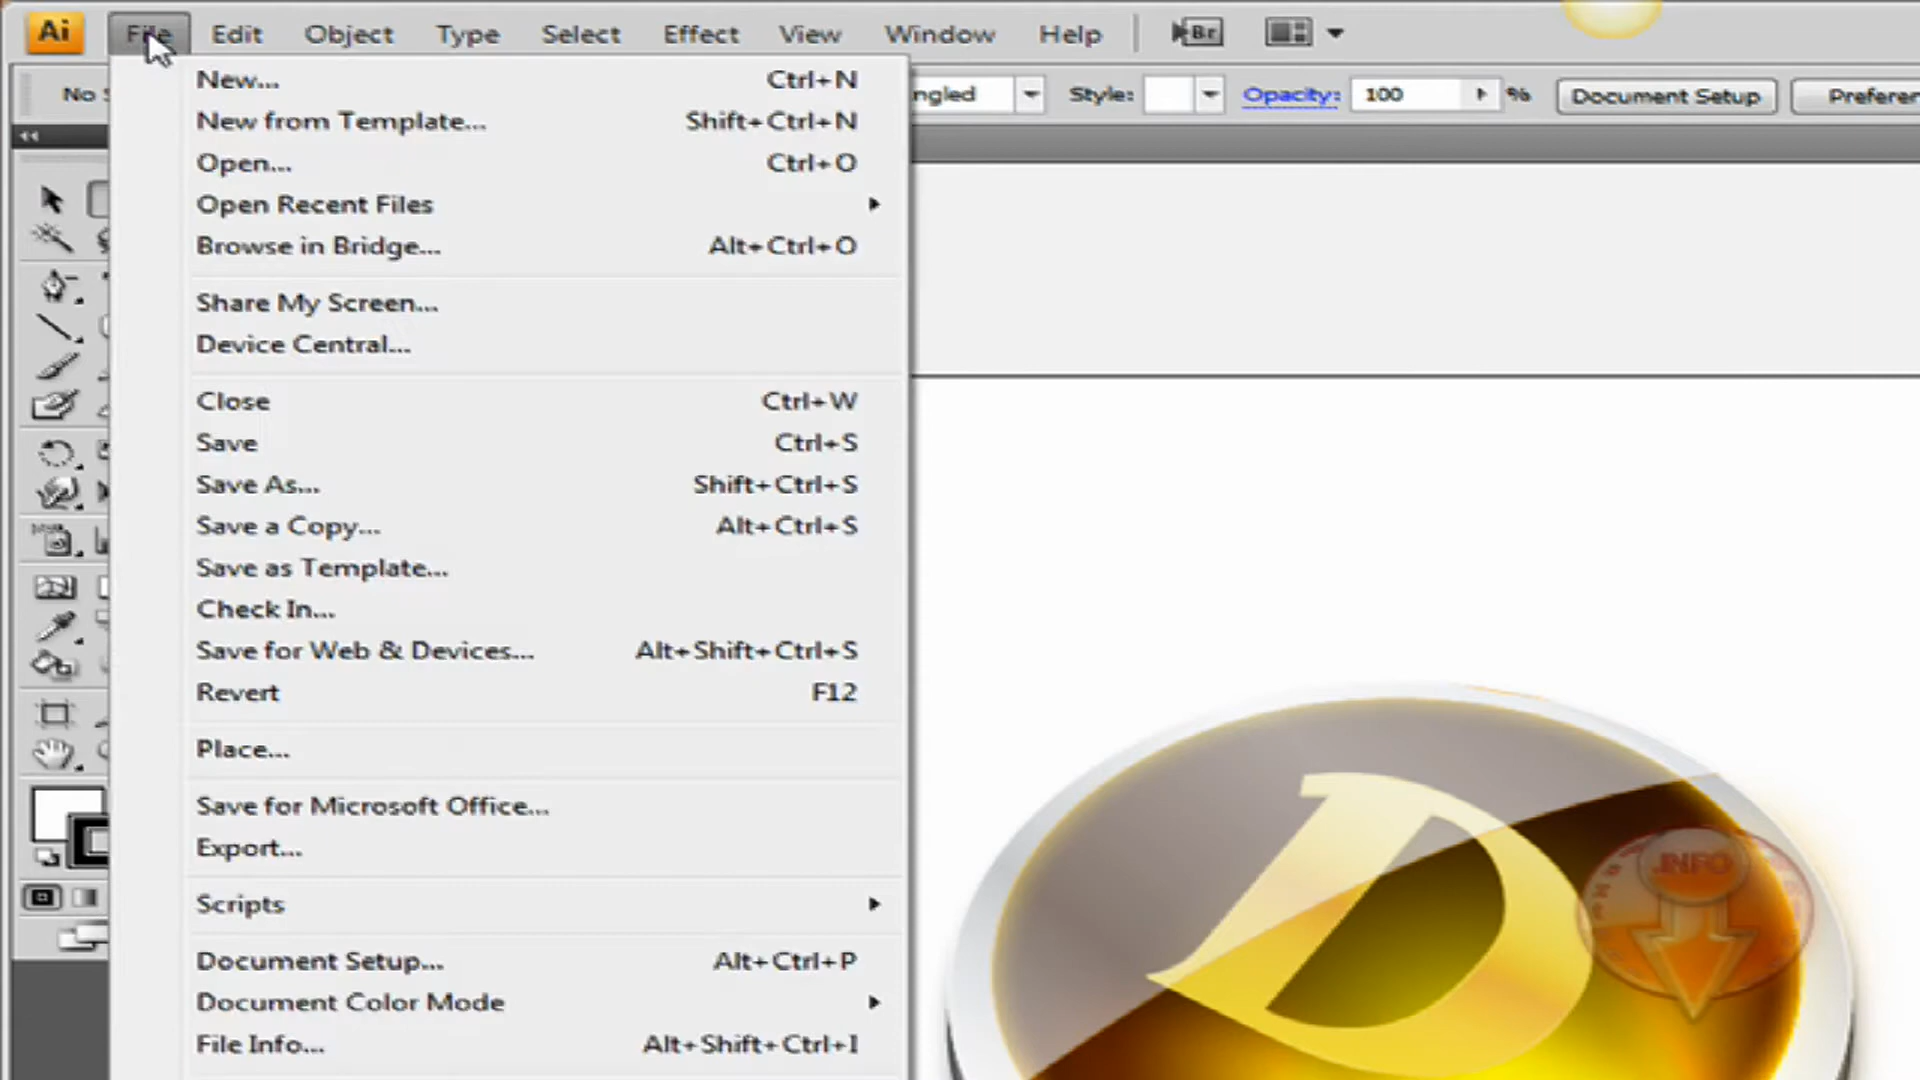 Ai File Edit Object Type Select Effect View Window Help Br
No Style: Opacity: 100 % Document Setup
New... Ctrl+N
New from Template... Shift+Ctrl+N
Open... Ctrl+O
Open Recent Files
Browse in Bridge... Alt+Ctrl+O
Share My Screen...
Device Central...
Close Ctrl+W
Save Ctrl+S
Save As... Shift+Ctrl+S
Save a Copy... Alt+Ctrl+S
Save as Template...
Check In...
Save for Web & Devices... Alt+Shift+Ctrl+S
Revert F12
Place...
Save for Microsoft Office...
Export...
Scripts
Document Setup... Alt+Ctrl+P
Document Color Mode
File Info... Alt+Shift+Ctrl+I
D
.INFO